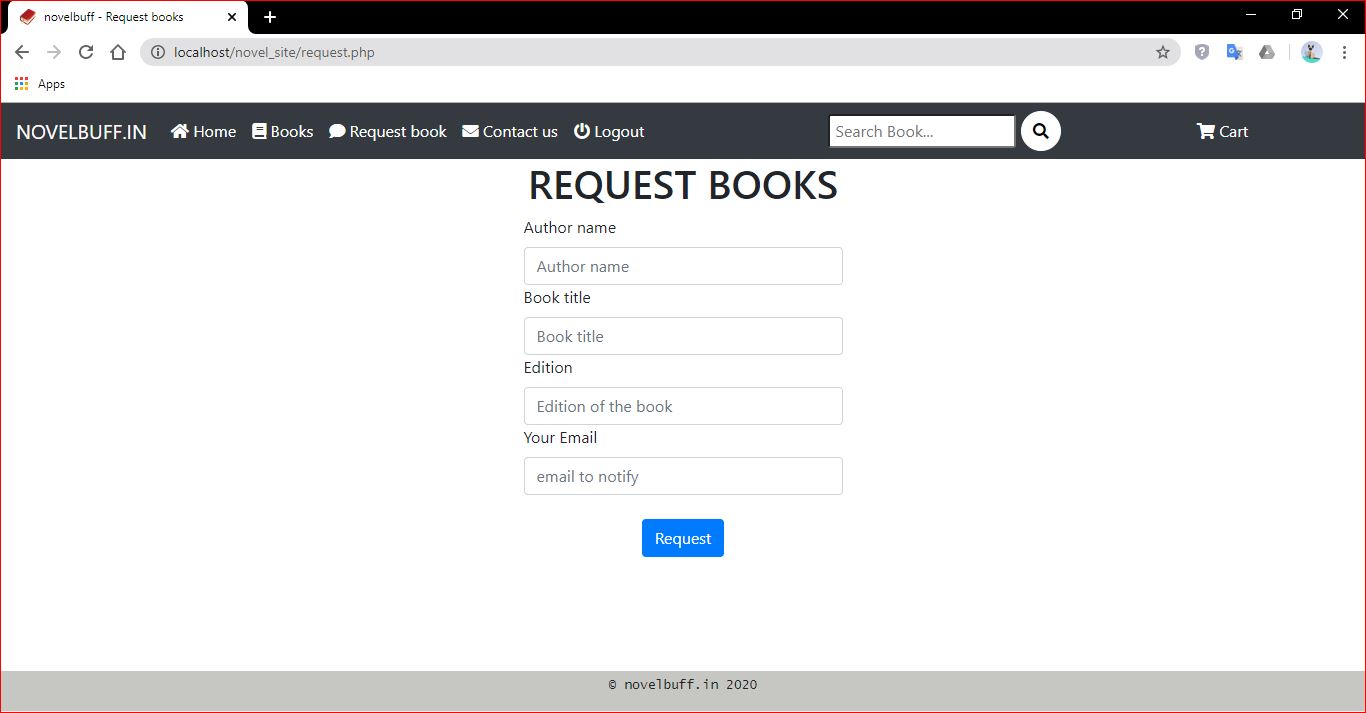 novelbuff - Request books
localhost/novel_site/request.php
Apps
NOVELBUFF.IN Home Books Request book Contact us Logout Search Book... Cart
REQUEST BOOKS
Author name
Author name
Book title
Book title
Edition
Edition of the book
Your Email
email to notify
Request
© novelbuff.in 2020